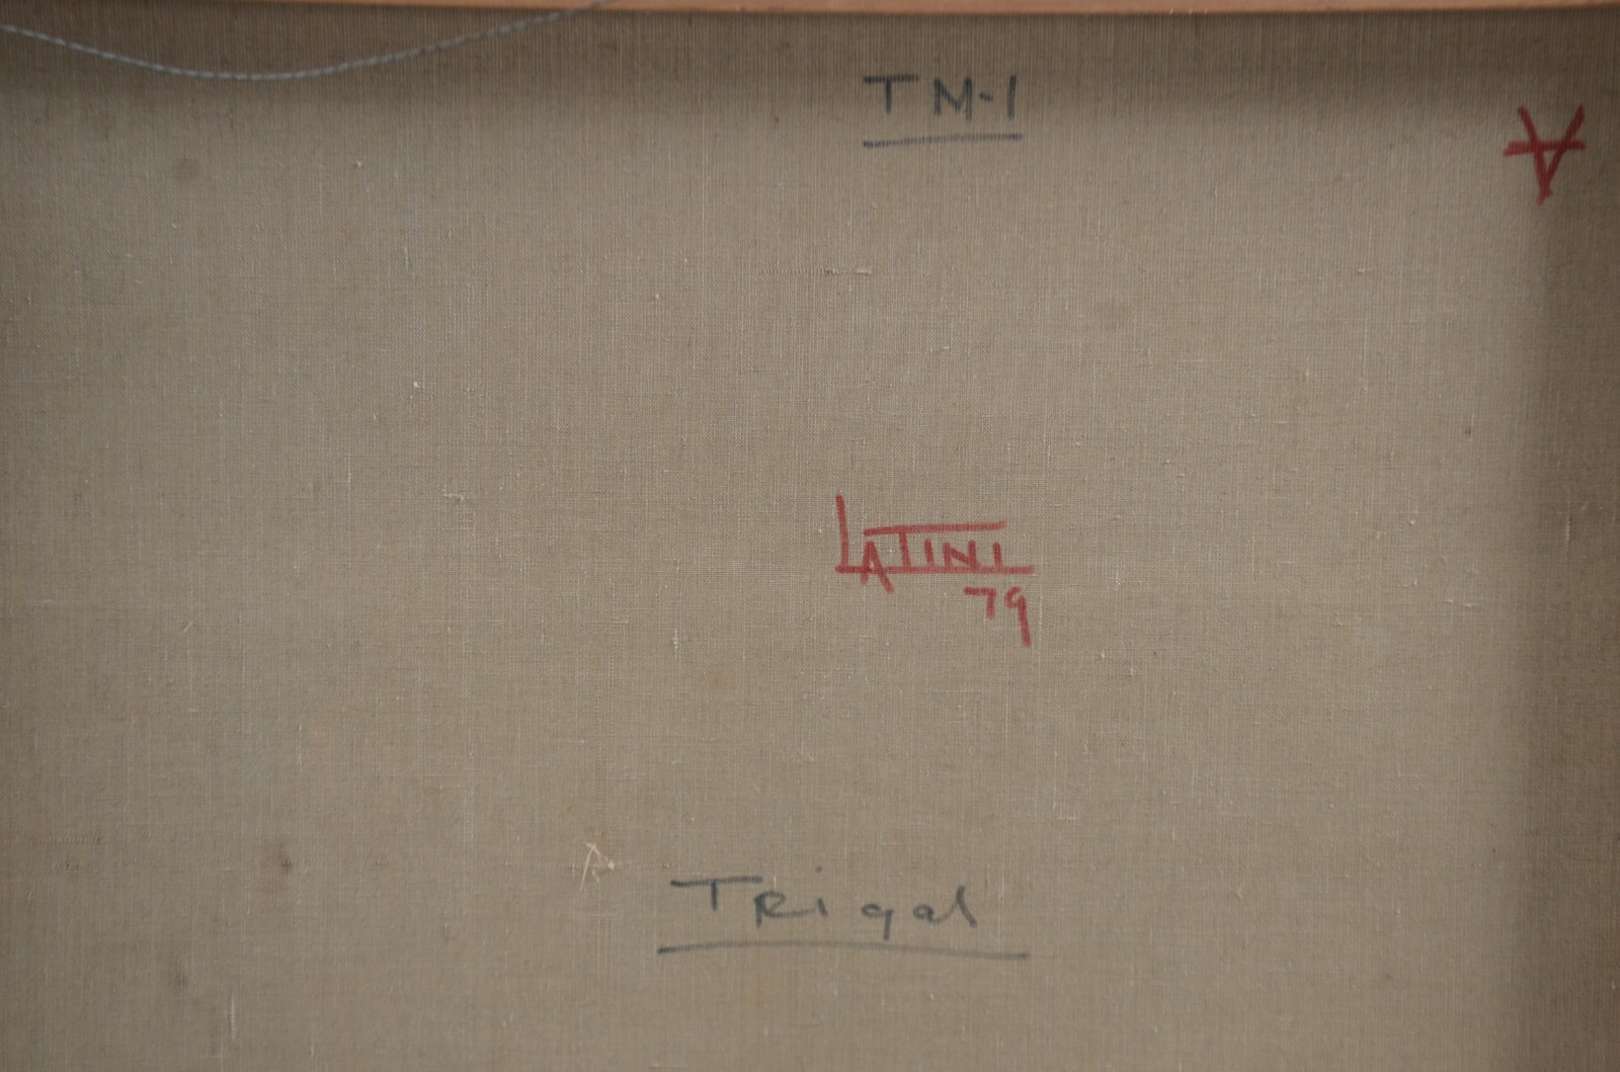 TM-1
A
LATINI
79
TRigal